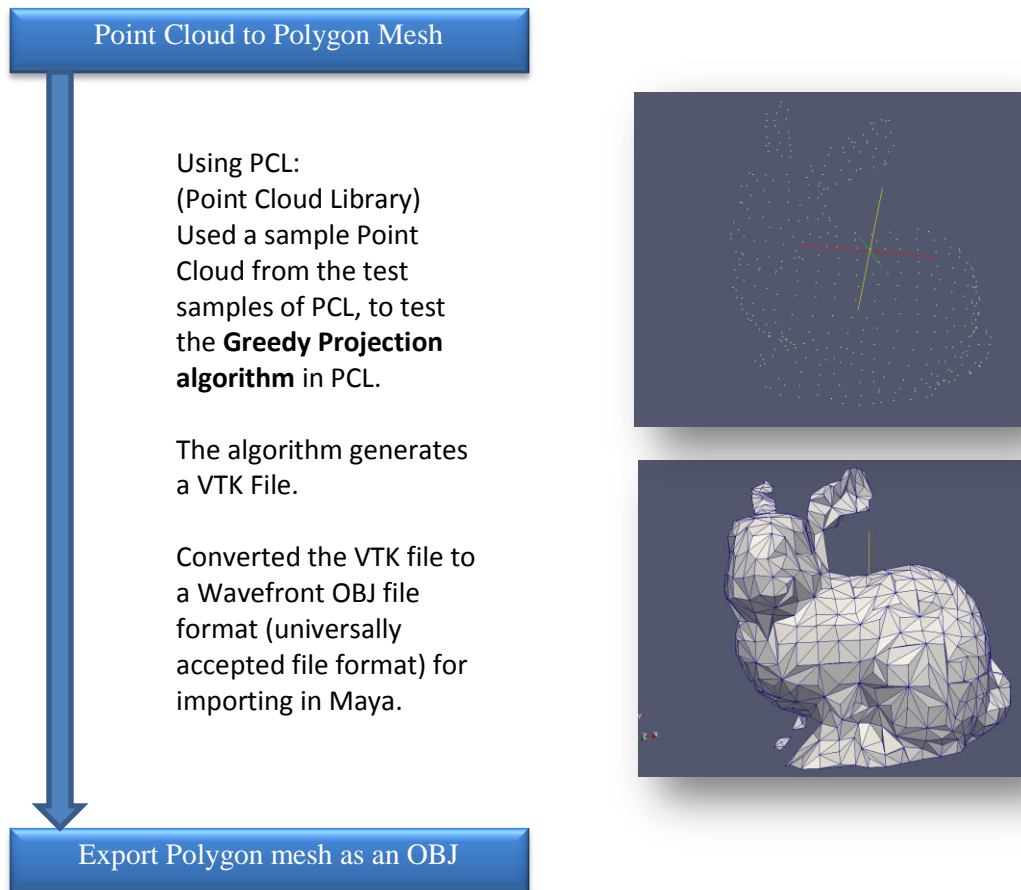 Point Cloud to Polygon Mesh
Using PCL:
(Point Cloud Library)
Used a sample Point
Cloud from the test
samples of PCL, to test
the Greedy Projection
algorithm in PCL.
The algorithm generates
a VTK File.
Converted the VTK file to
a Wavefront OBJ file
format (universally
accepted file format) for
importing in Maya.
Export Polygon mesh as an OBJ